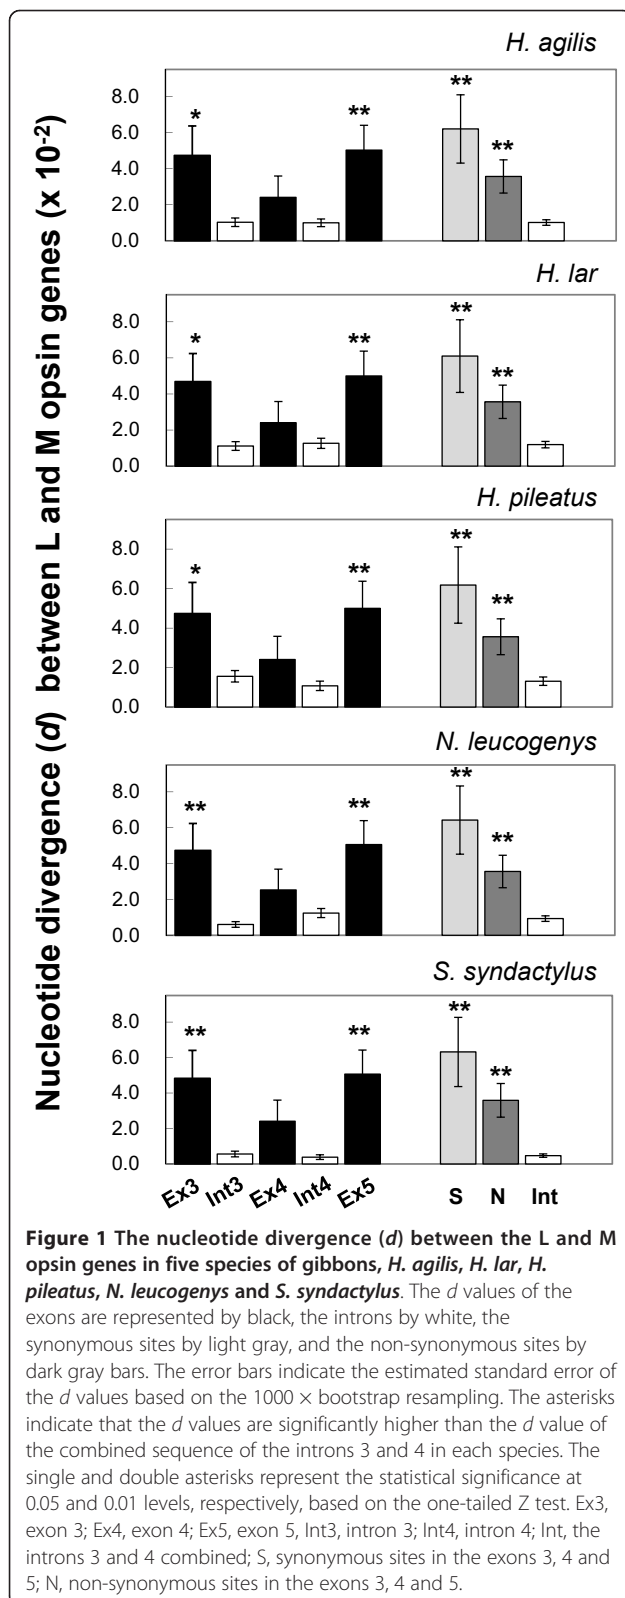 Nucleotide divergence (d) between L and M opsin genes (x 10-2)
H. agilis
8.0
6.0
4.0
2.0
0.0
*
**
**
**
H. lar
8.0
6.0
4.0
2.0
0.0
*
**
**
**
H. pileatus
8.0
6.0
4.0
2.0
0.0
*
**
**
**
N. leucogenys
8.0
6.0
4.0
2.0
0.0
**
**
**
**
S. syndactylus
8.0
6.0
4.0
2.0
0.0
**
**
**
**
Ex3 Int3 Ex4 Int4 Ex5 S N Int
Figure 1 The nucleotide divergence (d) between the L and M
opsin genes in five species of gibbons, H. agilis, H. lar, H.
pileatus, N. leucogenys and S. syndactylus. The d values of the
exons are represented by black, the introns by white, the
synonymous sites by light gray, and the non-synonymous sites by
dark gray bars. The error bars indicate the estimated standard error of
the d values based on the 1000 × bootstrap resampling. The asterisks
indicate that the d values are significantly higher than the d value of
the combined sequence of the introns 3 and 4 in each species. The
single and double asterisks represent the statistical significance at
0.05 and 0.01 levels, respectively, based on the one-tailed Z test. Ex3,
exon 3; Ex4, exon 4; Ex5, exon 5, Int3, intron 3; Int4, intron 4; Int, the
introns 3 and 4 combined; S, synonymous sites in the exons 3, 4 and
5; N, non-synonymous sites in the exons 3, 4 and 5.